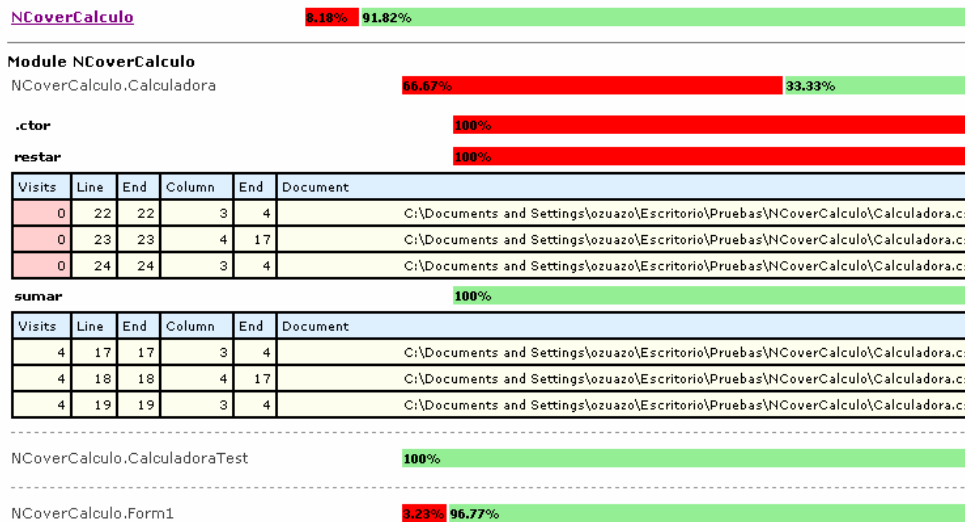 NCoverCalculo 8.18% 91.82%
Module NCoverCalculo
NCoverCalculo.Calculadora 66.67% 33.33%
.ctor 100%
restar 100%
Visits Line End Column End Document
0 22 22 3 4 C:\Documents and Settings\ozuazo\Escritorio\Pruebas\NCoverCalculo\Calculadora.c
0 23 23 4 17 C:\Documents and Settings\ozuazo\Escritorio\Pruebas\NCoverCalculo\Calculadora.c
0 24 24 3 4 C:\Documents and Settings\ozuazo\Escritorio\Pruebas\NCoverCalculo\Calculadora.c
sumar 100%
Visits Line End Column End Document
4 17 17 3 4 C:\Documents and Settings\ozuazo\Escritorio\Pruebas\NCoverCalculo\Calculadora.c
4 18 18 4 17 C:\Documents and Settings\ozuazo\Escritorio\Pruebas\NCoverCalculo\Calculadora.c
4 19 19 3 4 C:\Documents and Settings\ozuazo\Escritorio\Pruebas\NCoverCalculo\Calculadora.c
NCoverCalculo.CalculadoraTest 100%
NCoverCalculo.Form1 3.23% 96.77%